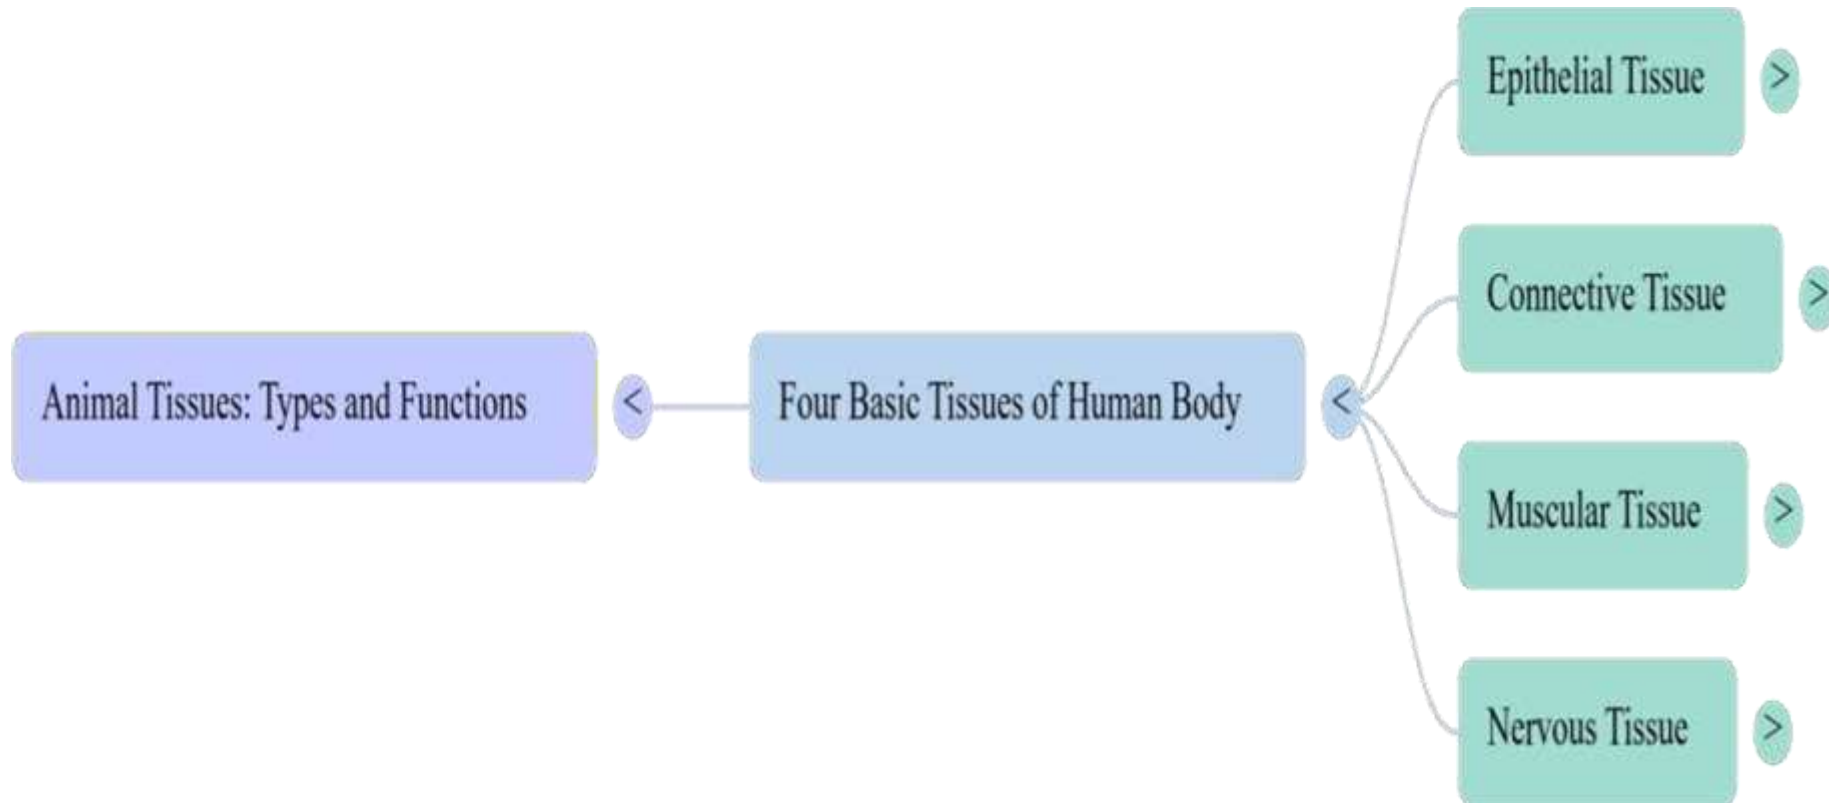 Animal Tissues: Types and Functions
<
Four Basic Tissues of Human Body
<
Epithelial Tissue
>
Connective Tissue
>
Muscular Tissue
>
Nervous Tissue
>